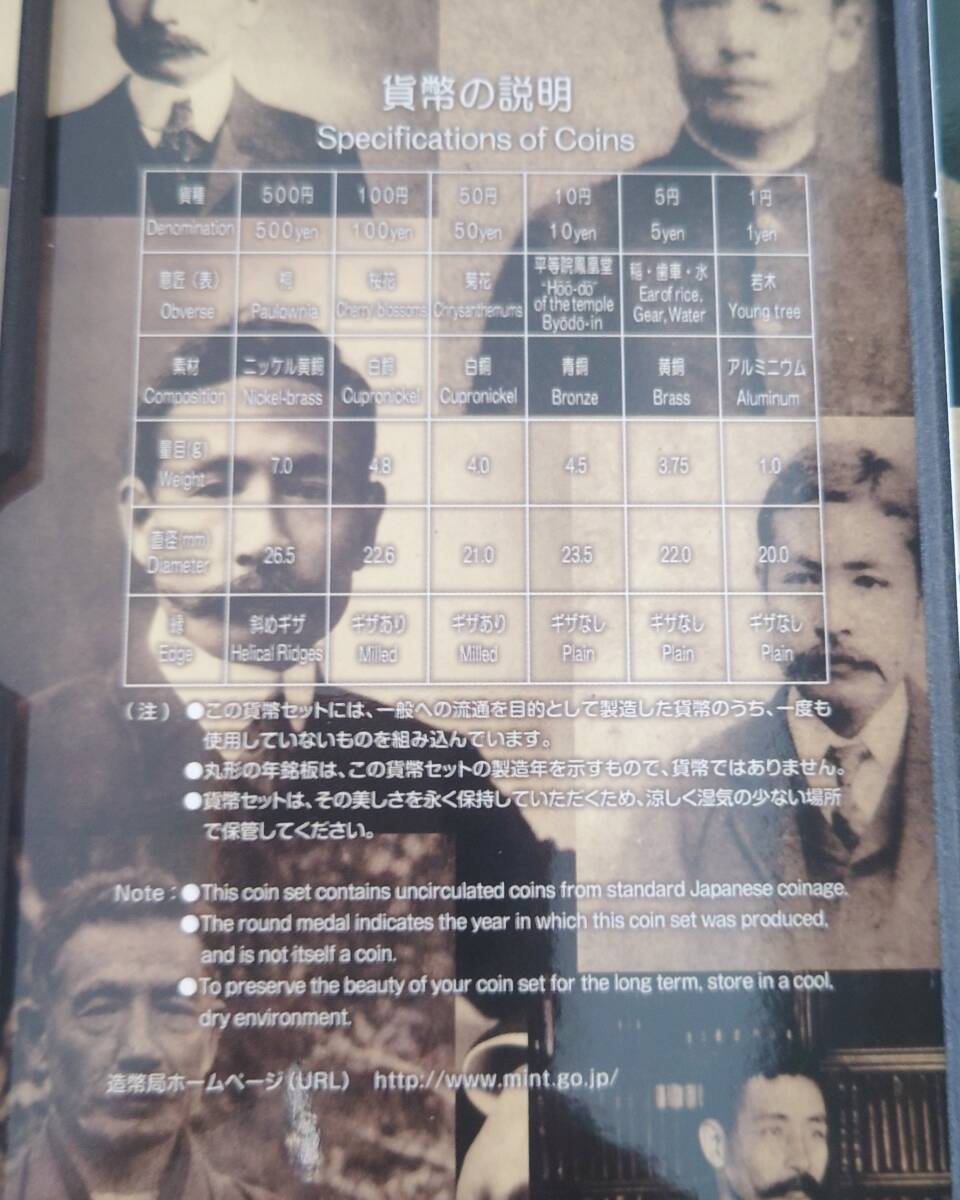 貨幣の説明
Specifications of Coins
貨種 500円 100円 50円 10円 5円 1円
Denomination 500yen 100yen 50yen 10yen 5yen 1yen
意匠（表） 桐 桜花 菊花 平等院鳳凰堂 稲・歯車・水 若木
Obverse Paulownia Cherry blossoms Chrysanthemums "Hōō-dō" of the temple Byōdō-in Ear of rice, Gear, Water Young tree
素材 ニッケル黄銅 白銅 白銅 青銅 黄銅 アルミニウム
Composition Nickel-brass Cupronickel Cupronickel Bronze Brass Aluminum
量目(g) 7.0 4.8 4.0 4.5 3.75 1.0
Weight
直径(mm) 26.5 22.6 21.0 23.5 22.0 20.0
Diameter
縁 斜めギザ ギザあり ギザあり ギザなし ギザなし ギザなし
Edge Helical Ridges Milled Milled Plain Plain Plain
（注）●この貨幣セットには、一般への流通を目的として製造した貨幣のうち、一度も
使用していないものを組み込んでいます。
●丸形の年銘板は、この貨幣セットの製造年を示すもので、貨幣ではありません。
●貨幣セットは、その美しさを永く保持していただくため、涼しく湿気の少ない場所
で保管してください。
Note：●This coin set contains uncirculated coins from standard Japanese coinage.
●The round medal indicates the year in which this coin set was produced,
and is not itself a coin.
●To preserve the beauty of your coin set for the long term, store in a cool,
dry environment.
造幣局ホームページ（URL） http://www.mint.go.jp/